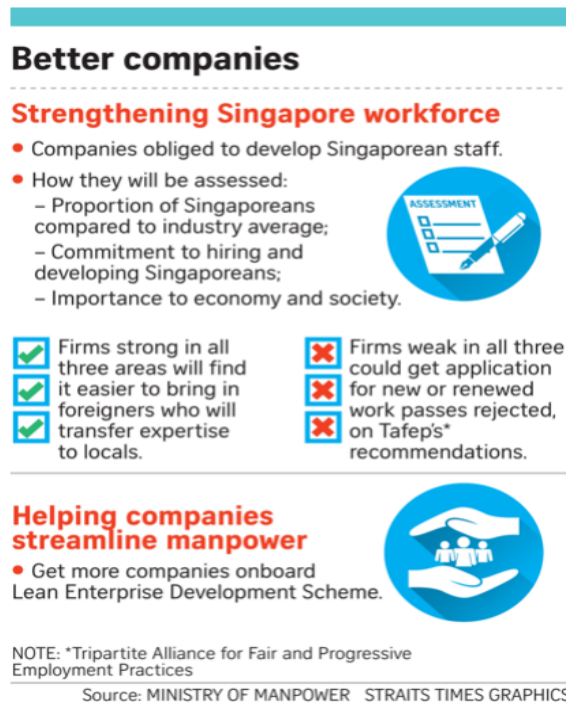 Better companies
Strengthening Singapore workforce
• Companies obliged to develop Singaporean staff.
• How they will be assessed:
– Proportion of Singaporeans
compared to industry average;
– Commitment to hiring and
developing Singaporeans;
– Importance to economy and society.
ASSESSMENT
Firms strong in all
three areas will find
it easier to bring in
foreigners who will
transfer expertise
to locals.
Firms weak in all three
could get application
for new or renewed
work passes rejected,
on Tafep's*
recommendations.
Helping companies
streamline manpower
• Get more companies onboard
Lean Enterprise Development Scheme.
NOTE: *Tripartite Alliance for Fair and Progressive
Employment Practices
Source: MINISTRY OF MANPOWER STRAITS TIMES GRAPHICS